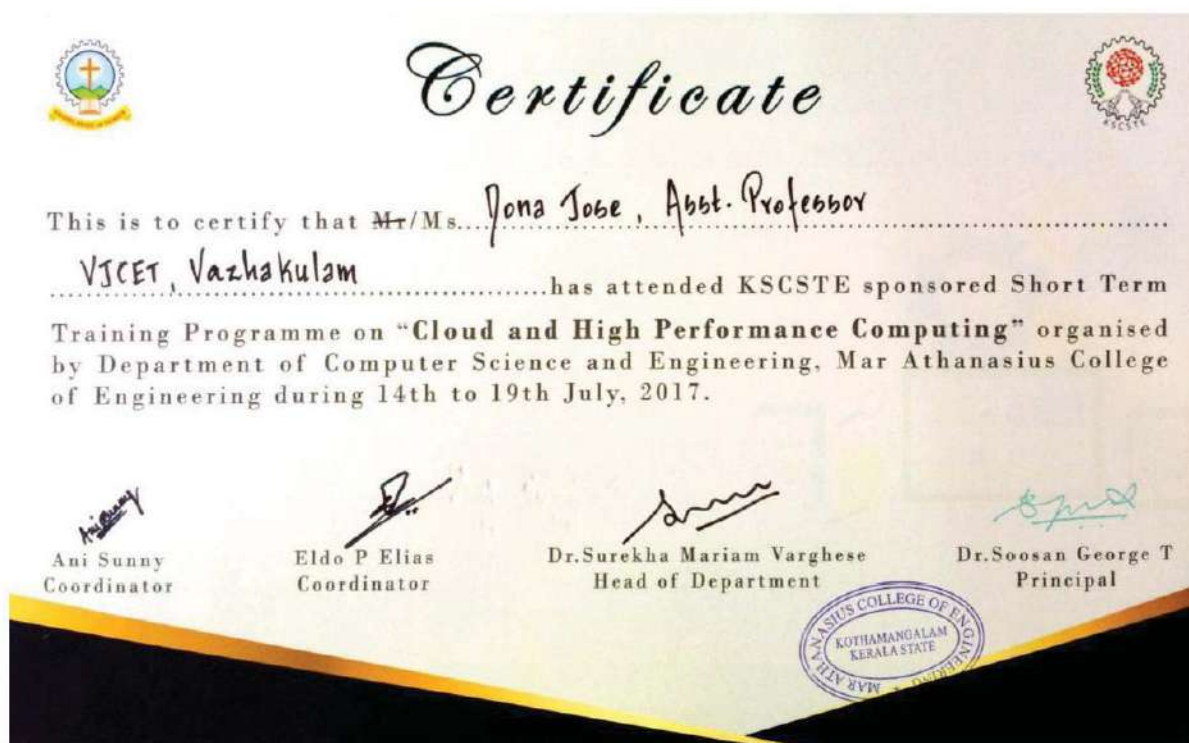 Certificate
KSCSTE
This is to certify that Mr/Ms....Dona Jose, Asst. Professor
VJCET, Vazhakulam.........has attended KSCSTE sponsored Short Term
Training Programme on “Cloud and High Performance Computing” organised
by Department of Computer Science and Engineering, Mar Athanasius College
of Engineering during 14th to 19th July, 2017.
Ani Sunny
Ani Sunny
Coordinator
Eldo P Elias
Coordinator
Dr.Surekha Mariam Varghese
Head of Department
Dr.Soosan George T
Principal
MAR ATHANASIUS COLLEGE OF ENGINEERING
KOTHAMANGALAM
KERALA STATE